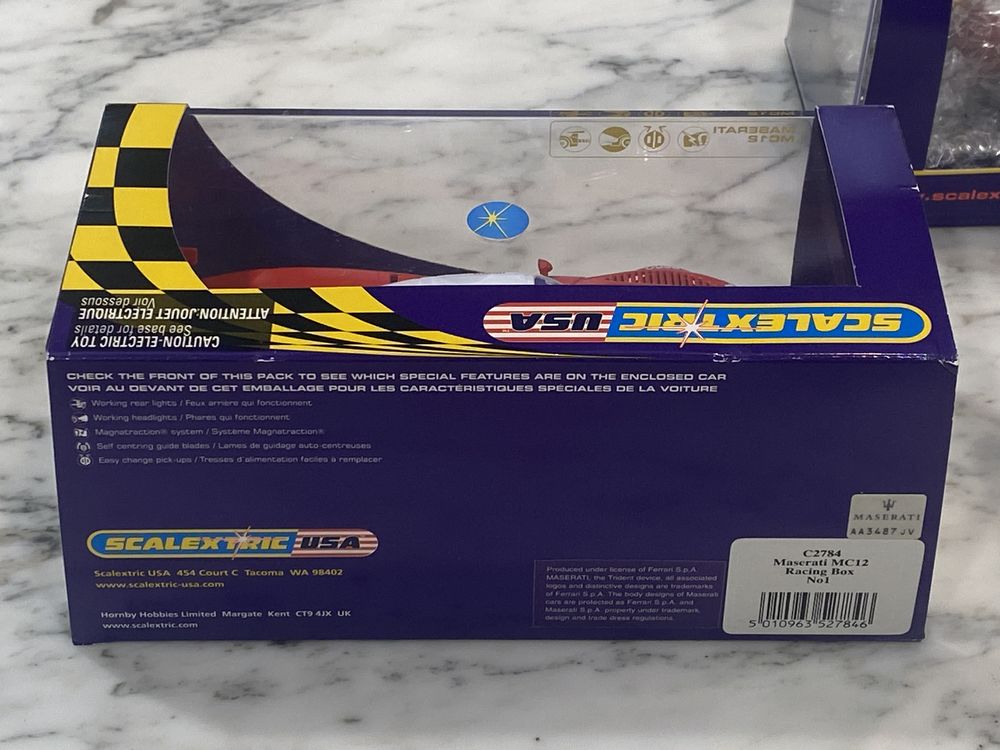 MASERATI
MC12
SCALEXTRIC USA
CAUTION-ELECTRIC TOY
See base for details
ATTENTION:JOUET ELECTRIQUE
Voir dessous
CHECK THE FRONT OF THIS PACK TO SEE WHICH SPECIAL FEATURES ARE ON THE ENCLOSED CAR
VOIR AU DEVANT DE CET EMBALLAGE POUR LES CARACTÉRISTIQUES SPÉCIALES DE LA VOITURE
Working rear lights / Feux arrière qui fonctionnent
Working headlights / Phares qui fonctionnent
Magnatraction® system / Système Magnatraction®
Self centring guide blades / Lames de guidage auto-centreuses
Easy change pick-ups / Tresses d'alimentation faciles à remplacer
SCALEXTRIC USA
Scalextric USA 454 Court C Tacoma WA 98402
www.scalextric-usa.com
Hornby Hobbies Limited Margate Kent CT9 4JX UK
www.scalextric.com
Produced under license of Ferrari S.p.A.
MASERATI, the Trident device, all associated
logos and distinctive designs are trademarks
of Ferrari S.p.A. The body designs of Maserati
cars are protected as Ferrari S.p.A. and
Maserati S.p.A. property under trademark,
design and trade dress regulations.
MASERATI
AA3487JV
C2784
Maserati MC12
Racing Box
No1
5 010963 527846
.scalex